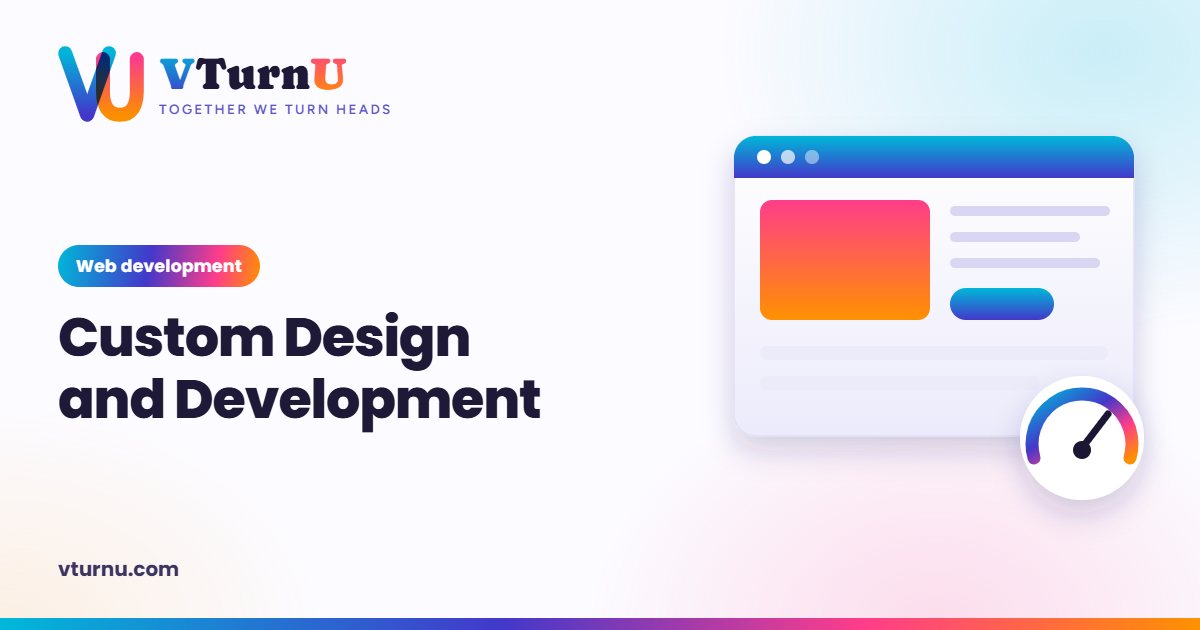 VTurnU
TOGETHER WE TURN HEADS
Web development
Custom Design
and Development
vturnu.com